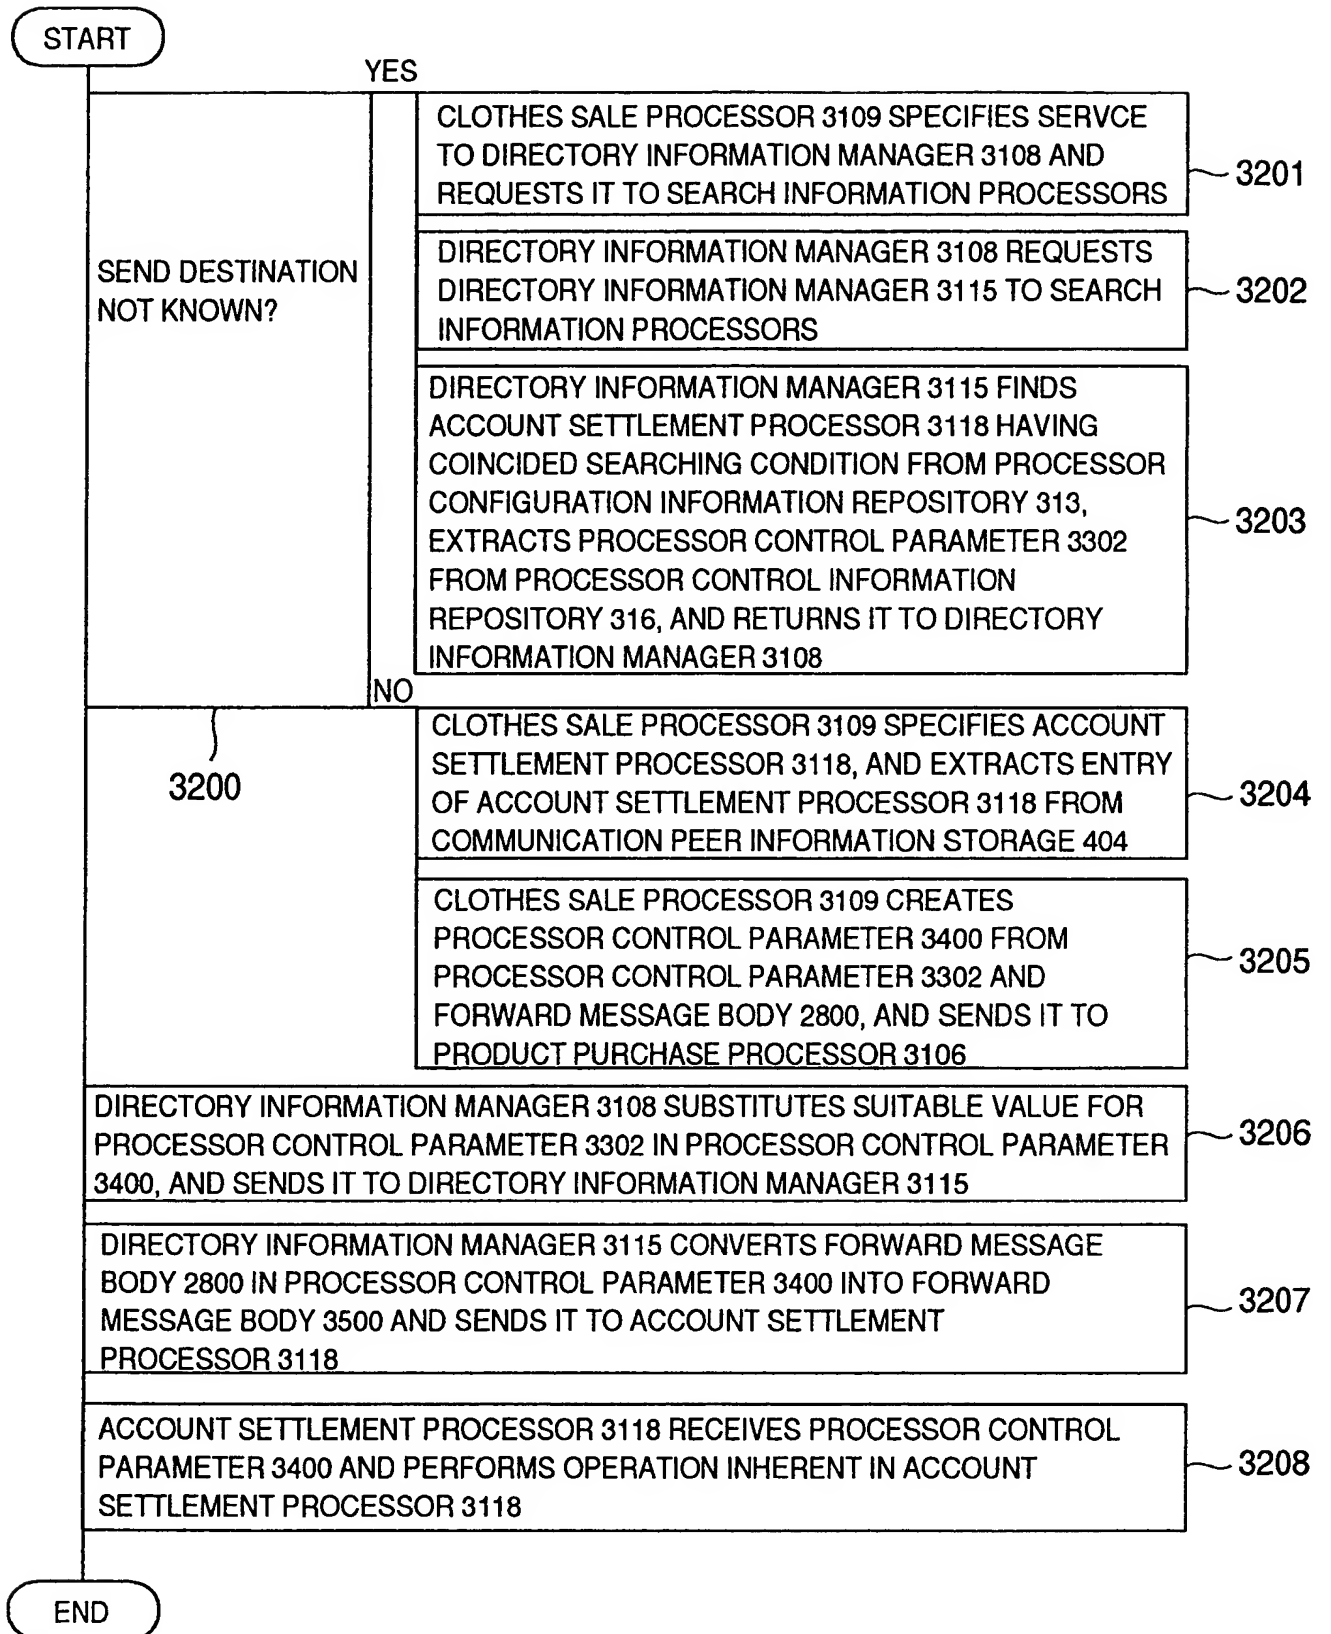 START
YES
CLOTHES SALE PROCESSOR 3109 SPECIFIES SERVCE
TO DIRECTORY INFORMATION MANAGER 3108 AND
REQUESTS IT TO SEARCH INFORMATION PROCESSORS
3201
DIRECTORY INFORMATION MANAGER 3108 REQUESTS
DIRECTORY INFORMATION MANAGER 3115 TO SEARCH
INFORMATION PROCESSORS
3202
SEND DESTINATION
NOT KNOWN?
DIRECTORY INFORMATION MANAGER 3115 FINDS
ACCOUNT SETTLEMENT PROCESSOR 3118 HAVING
COINCIDED SEARCHING CONDITION FROM PROCESSOR
CONFIGURATION INFORMATION REPOSITORY 313,
EXTRACTS PROCESSOR CONTROL PARAMETER 3302
FROM PROCESSOR CONTROL INFORMATION
REPOSITORY 316, AND RETURNS IT TO DIRECTORY
INFORMATION MANAGER 3108
3203
NO
3200
CLOTHES SALE PROCESSOR 3109 SPECIFIES ACCOUNT
SETTLEMENT PROCESSOR 3118, AND EXTRACTS ENTRY
OF ACCOUNT SETTLEMENT PROCESSOR 3118 FROM
COMMUNICATION PEER INFORMATION STORAGE 404
3204
CLOTHES SALE PROCESSOR 3109 CREATES
PROCESSOR CONTROL PARAMETER 3400 FROM
PROCESSOR CONTROL PARAMETER 3302 AND
FORWARD MESSAGE BODY 2800, AND SENDS IT TO
PRODUCT PURCHASE PROCESSOR 3106
3205
DIRECTORY INFORMATION MANAGER 3108 SUBSTITUTES SUITABLE VALUE FOR
PROCESSOR CONTROL PARAMETER 3302 IN PROCESSOR CONTROL PARAMETER
3400, AND SENDS IT TO DIRECTORY INFORMATION MANAGER 3115
3206
DIRECTORY INFORMATION MANAGER 3115 CONVERTS FORWARD MESSAGE
BODY 2800 IN PROCESSOR CONTROL PARAMETER 3400 INTO FORWARD
MESSAGE BODY 3500 AND SENDS IT TO ACCOUNT SETTLEMENT
PROCESSOR 3118
3207
ACCOUNT SETTLEMENT PROCESSOR 3118 RECEIVES PROCESSOR CONTROL
PARAMETER 3400 AND PERFORMS OPERATION INHERENT IN ACCOUNT
SETTLEMENT PROCESSOR 3118
3208
END